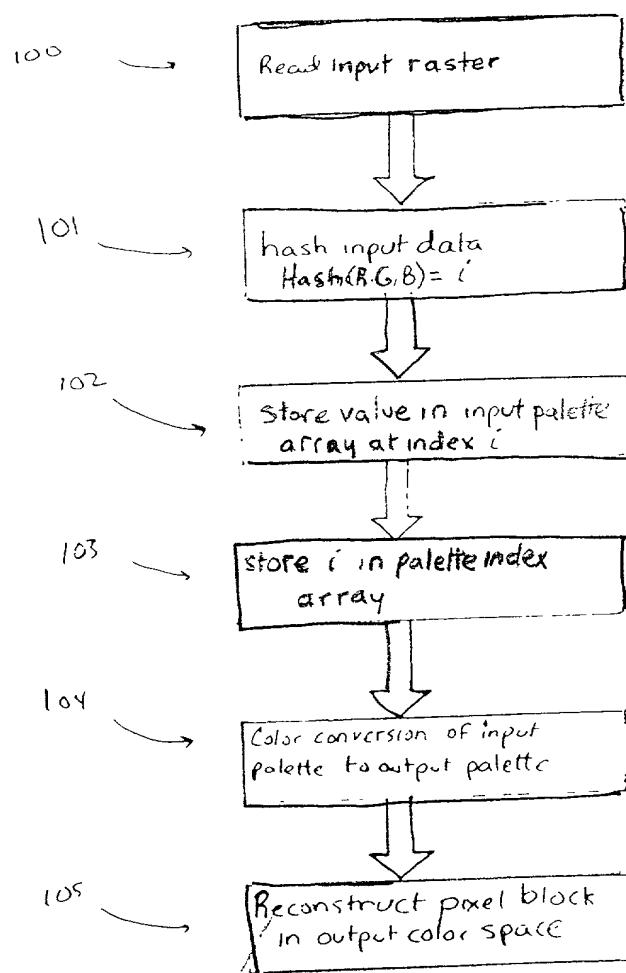 100
Read input raster
101
hash input data
Hash(R,G,B) = i
102
store value in input palette
array at index i
103
store i in palette index
array
104
Color conversion of input
palette to output palette
105
Reconstruct pixel block
in output color space